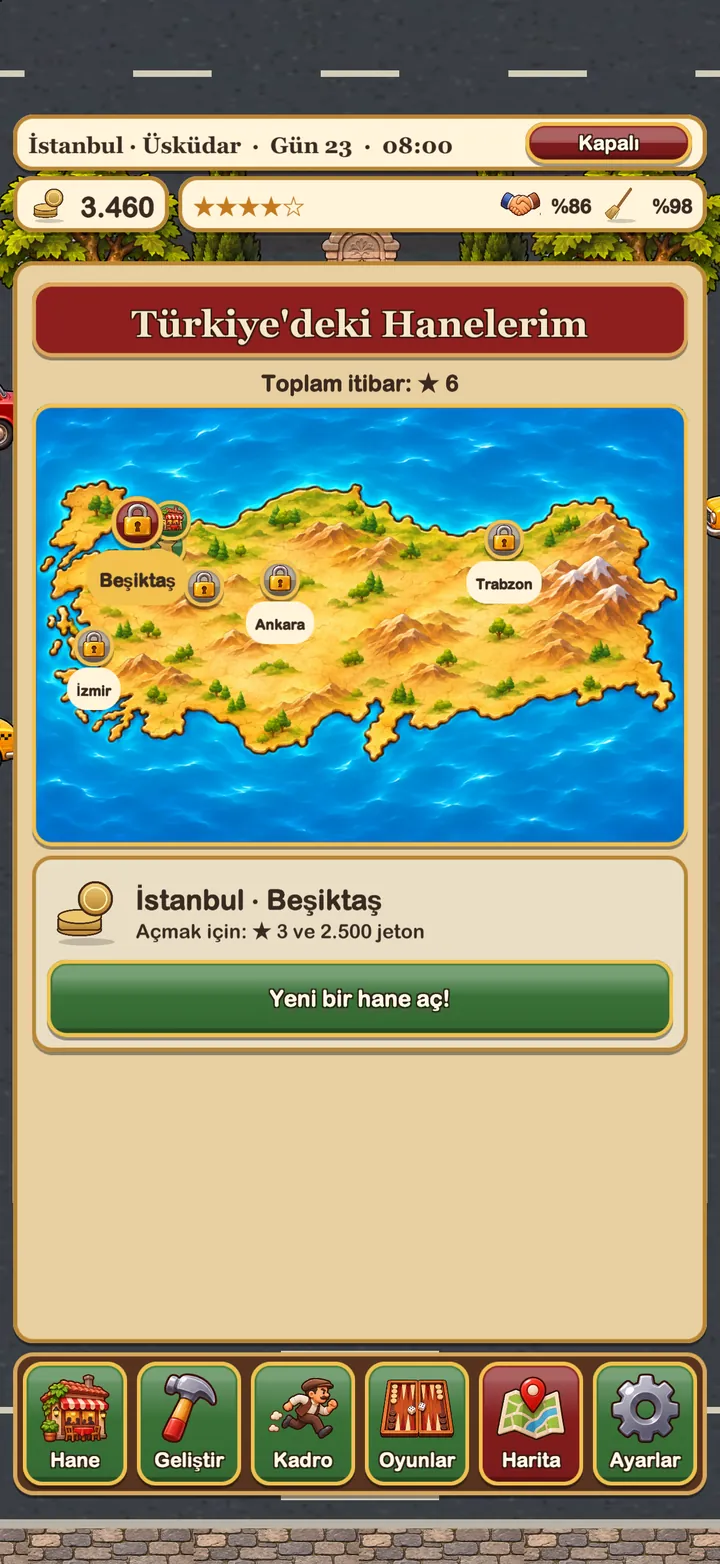 İstanbul · Üsküdar · Gün 23 · 08:00
Kapalı
3.460
★★★★☆
%86
%98
Türkiye'deki Hanelerim
Toplam itibar: ★ 6
Beşiktaş
Trabzon
Ankara
İzmir
İstanbul · Beşiktaş
Açmak için: ★ 3 ve 2.500 jeton
Yeni bir hane aç!
Hane
Geliştir
Kadro
Oyunlar
Harita
Ayarlar